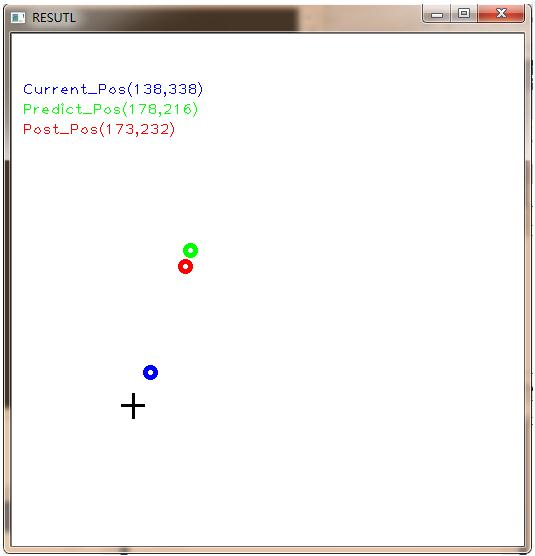 RESUTL
Current_Pos(138,338)
Predict_Pos(178,216)
Post_Pos(173,232)